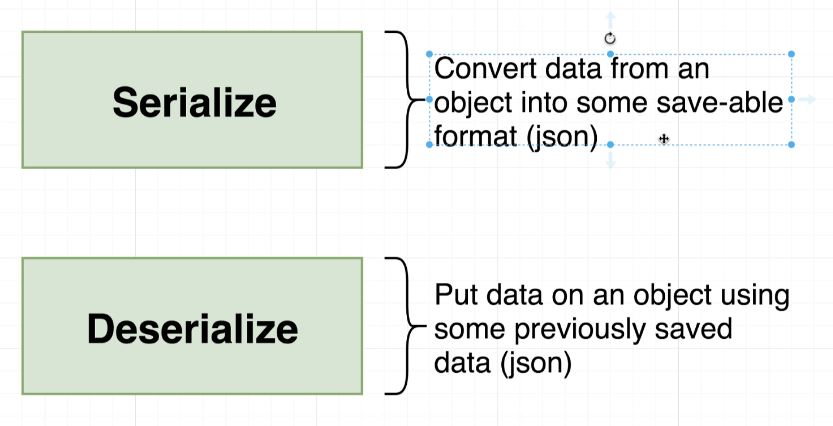 Serialize
Convert data from an
object into some save-able
format (json)
Deserialize
Put data on an object using
some previously saved
data (json)